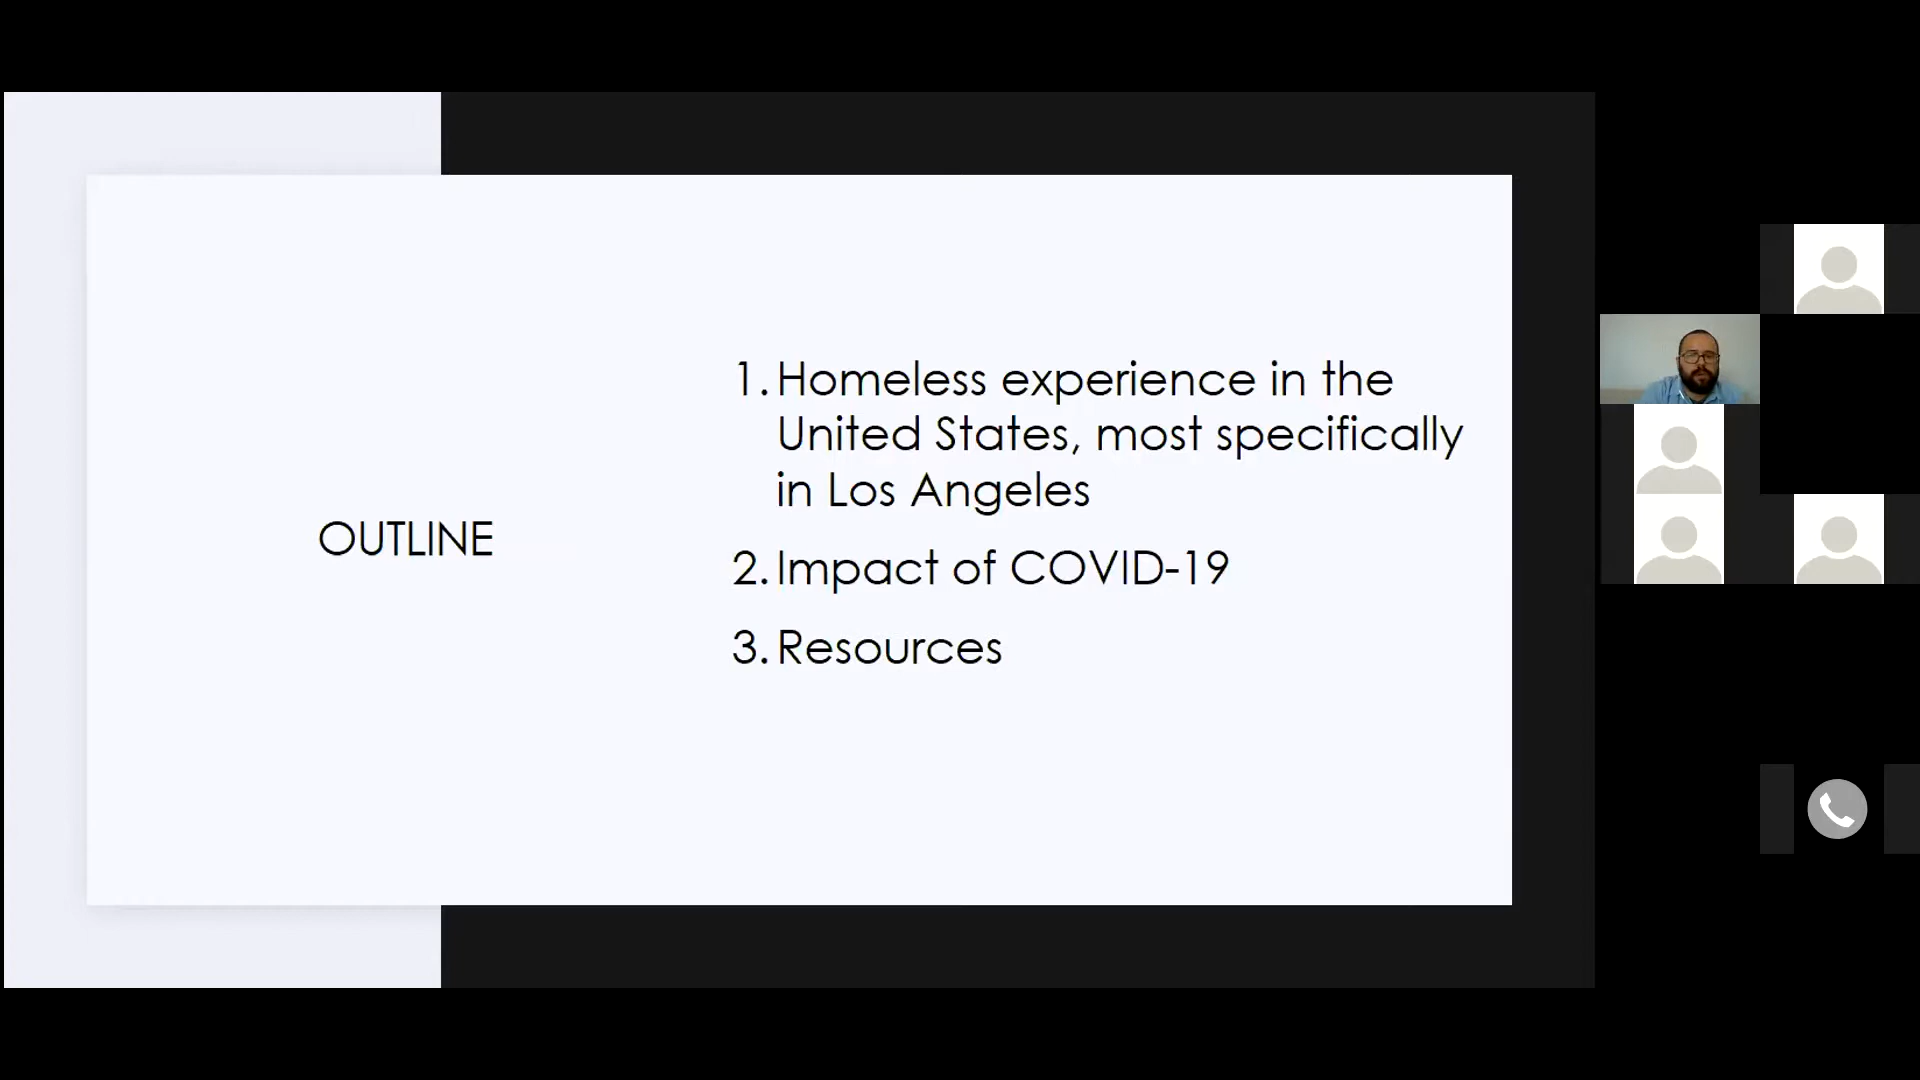 OUTLINE
1. Homeless experience in the
United States, most specifically
in Los Angeles
2. Impact of COVID-19
3. Resources